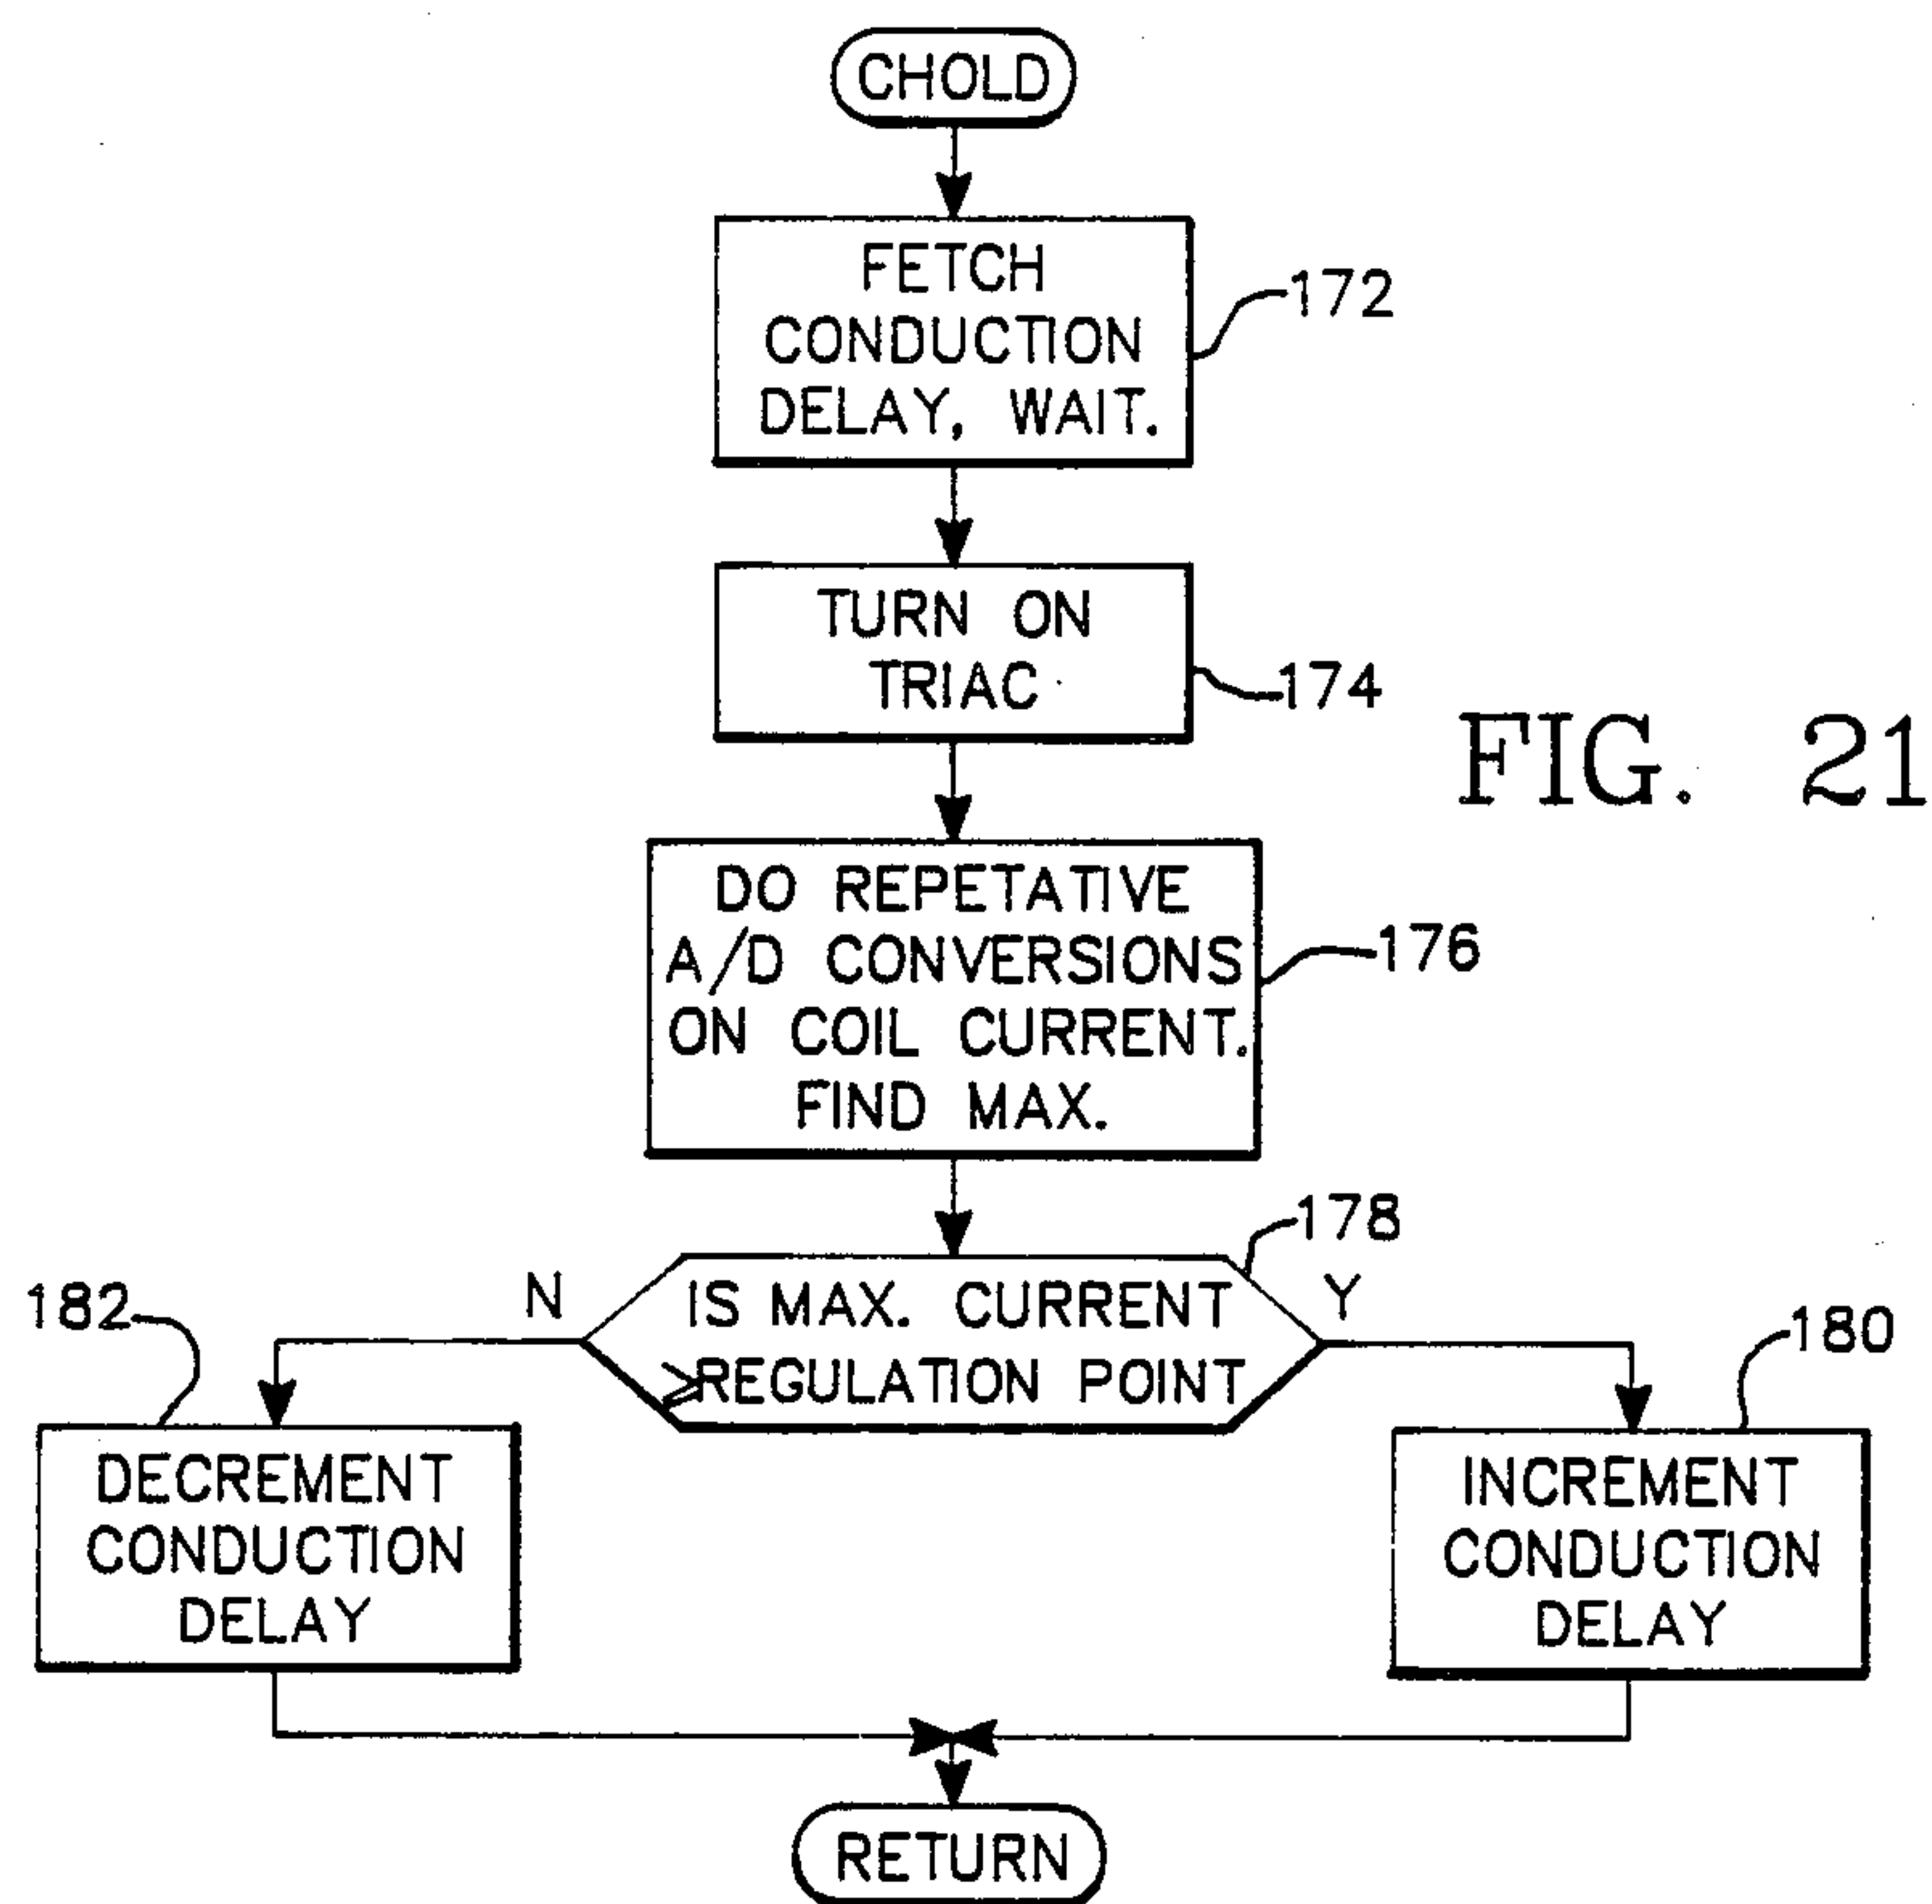 CHOLD
FETCH
CONDUCTION
DELAY, WAIT.
172
TURN ON
TRIAC
174
FIG. 21
DO REPETATIVE
A/D CONVERSIONS
ON COIL CURRENT.
FIND MAX.
176
178
N
IS MAX. CURRENT
≥REGULATION POINT
Y
182
DECREMENT
CONDUCTION
DELAY
180
INCREMENT
CONDUCTION
DELAY
RETURN